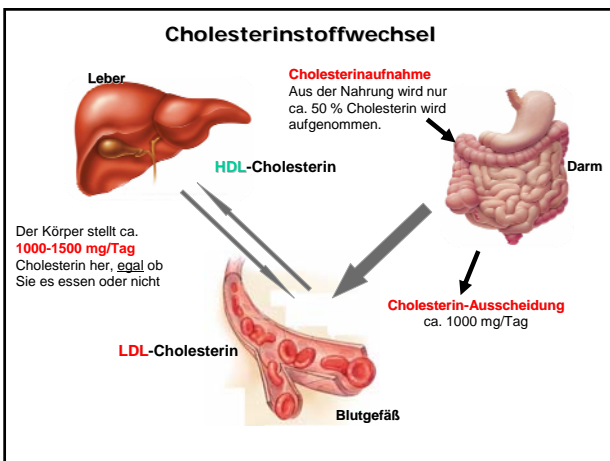 Cholesterinstoffwechsel
Leber
Cholesterinaufnahme
Aus der Nahrung wird nur
ca. 50 % Cholesterin wird
aufgenommen.
HDL-Cholesterin
Darm
Der Körper stellt ca.
1000-1500 mg/Tag
Cholesterin her, egal ob
Sie es essen oder nicht
Cholesterin-Ausscheidung
ca. 1000 mg/Tag
LDL-Cholesterin
Blutgefäß